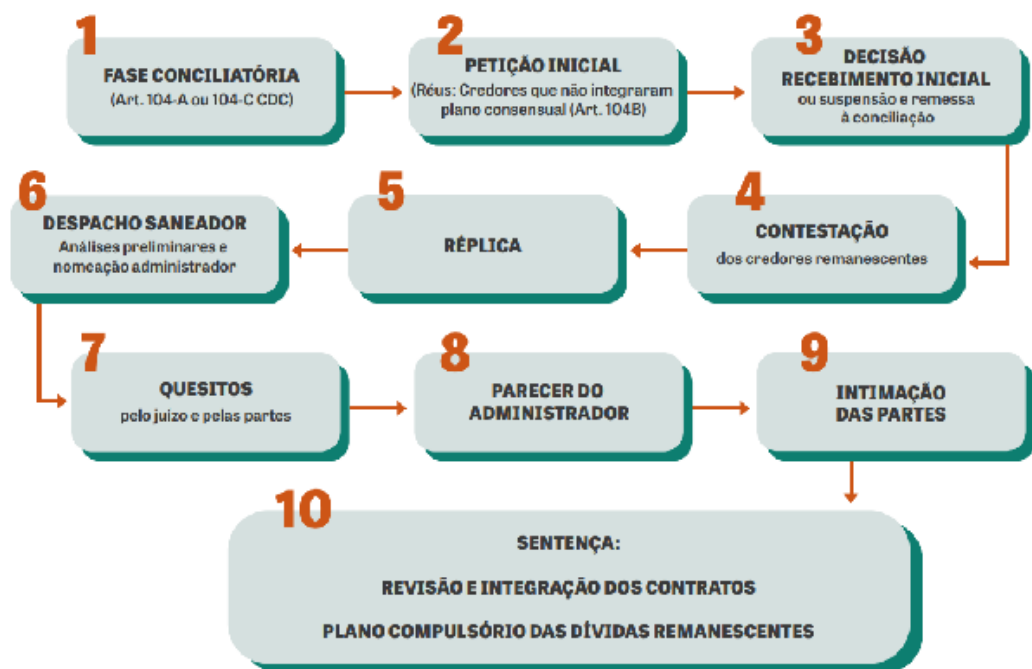 1
FASE CONCILIATÓRIA
(Art. 104-A ou 104-C CDC)
2
PETIÇÃO INICIAL
(Réus: Credores que não integraram
plano consensual (Art. 104B)
3
DECISÃO
RECEBIMENTO INICIAL
ou suspensão e remessa
à conciliação
4
CONTESTAÇÃO
dos credores remanescentes
5
RÉPLICA
6
DESPACHO SANEADOR
Análises preliminares e
nomeação administrador
7
QUESITOS
pelo juízo e pelas partes
8
PARECER DO
ADMINISTRADOR
9
INTIMAÇÃO
DAS PARTES
10
SENTENÇA:
REVISÃO E INTEGRAÇÃO DOS CONTRATOS
PLANO COMPULSÓRIO DAS DÍVIDAS REMANESCENTES